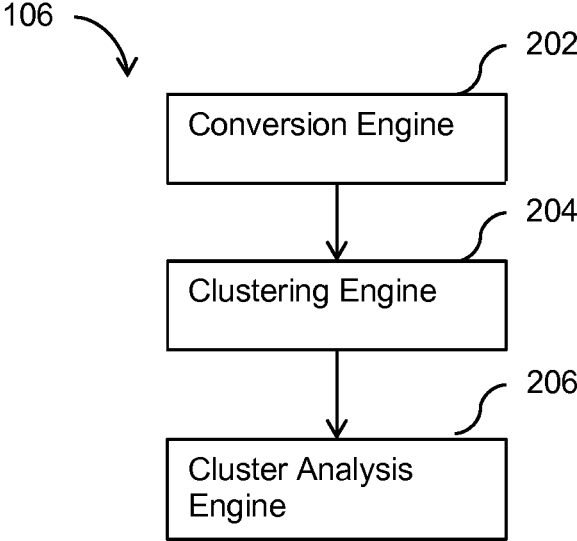 106
202
Conversion Engine
204
Clustering Engine
206
Cluster Analysis
Engine